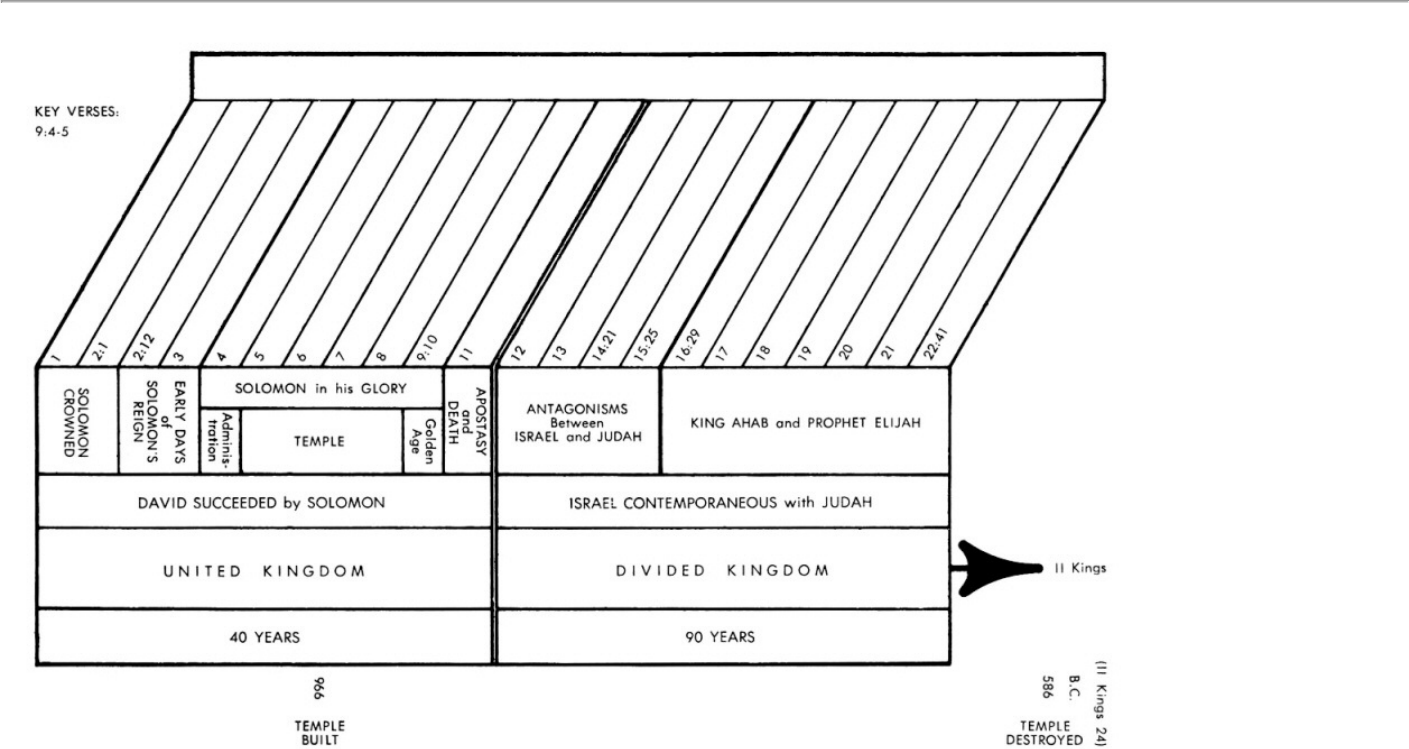 KEY VERSES:
9:4-5
1
2:1
2:12
3
4
5
6
7
8
9:10
11
12
13
14:21
15:25
16:29
17
18
19
20
21
22:41
SOLOMON
CROWNED
EARLY DAYS
of
SOLOMON'S
REIGN
SOLOMON in his GLORY
Adminis-
tration
TEMPLE
Golden
Age
APOSTASY
and
DEATH
ANTAGONISMS
Between
ISRAEL and JUDAH
KING AHAB and PROPHET ELIJAH
DAVID SUCCEEDED by SOLOMON
ISRAEL CONTEMPORANEOUS with JUDAH
UNITED KINGDOM
DIVIDED KINGDOM
II Kings
40 YEARS
90 YEARS
966
TEMPLE
BUILT
(II Kings 24)
B.C.
586
TEMPLE
DESTROYED